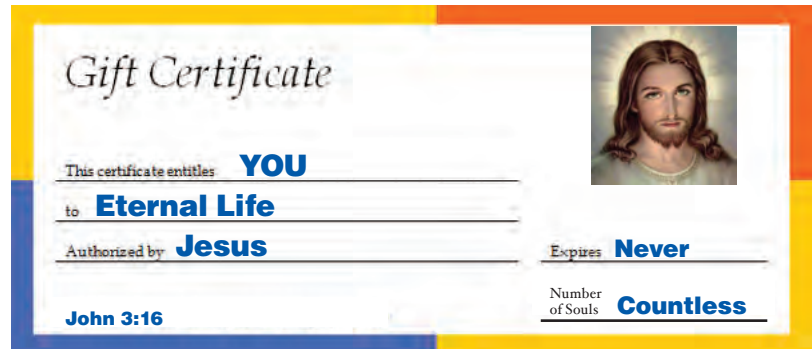 Gift Certificate
This certificate entitles YOU
to Eternal Life
Authorized by Jesus
Expires Never
Number
of Souls Countless
John 3:16